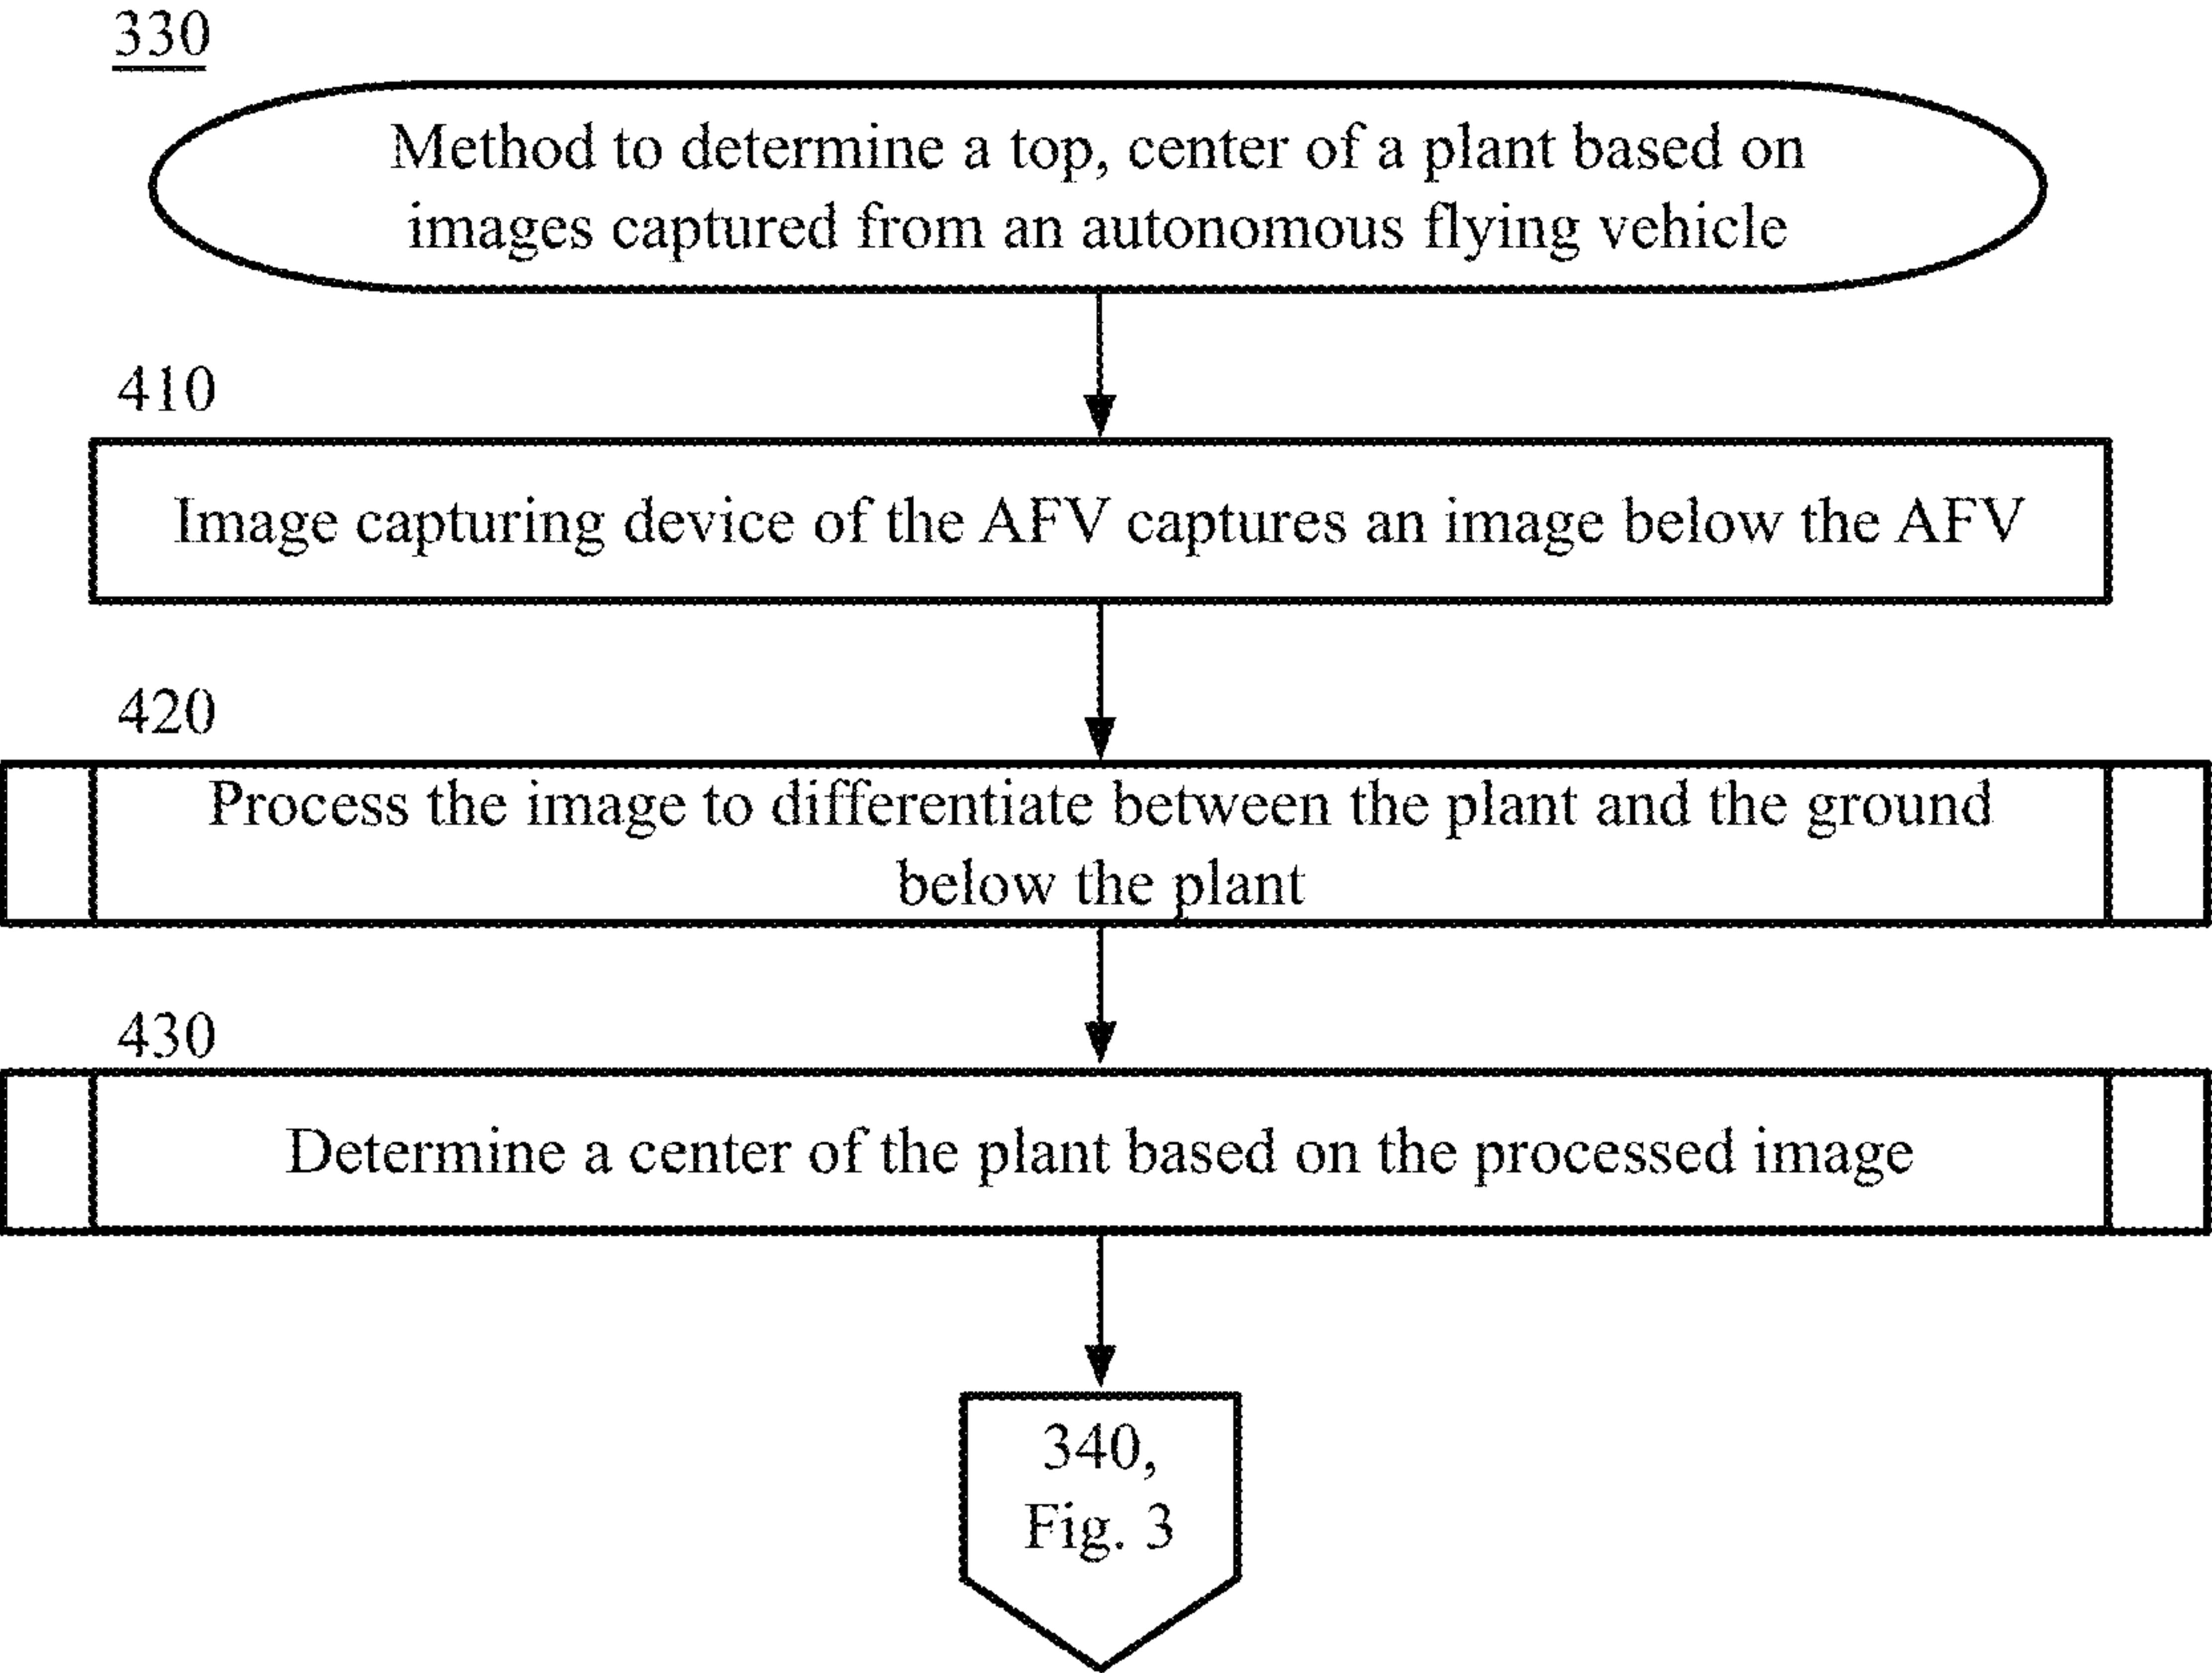 330
Method to determine a top, center of a plant based on
images captured from an autonomous flying vehicle
410
Image capturing device of the AFV captures an image below the AFV
420
Process the image to differentiate between the plant and the ground
below the plant
430
Determine a center of the plant based on the processed image
340,
Fig. 3